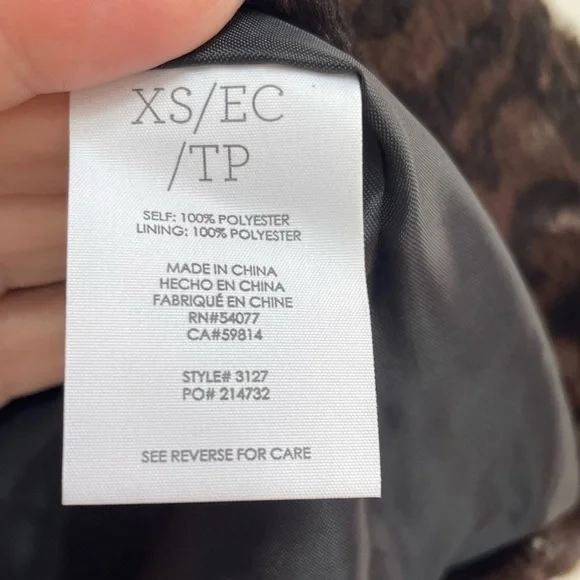 XS/EC
/TP
SELF: 100% POLYESTER
LINING: 100% POLYESTER
MADE IN CHINA
HECHO EN CHINA
FABRIQUÉ EN CHINE
RN#54077
CA#59814
STYLE# 3127
PO# 214732
SEE REVERSE FOR CARE